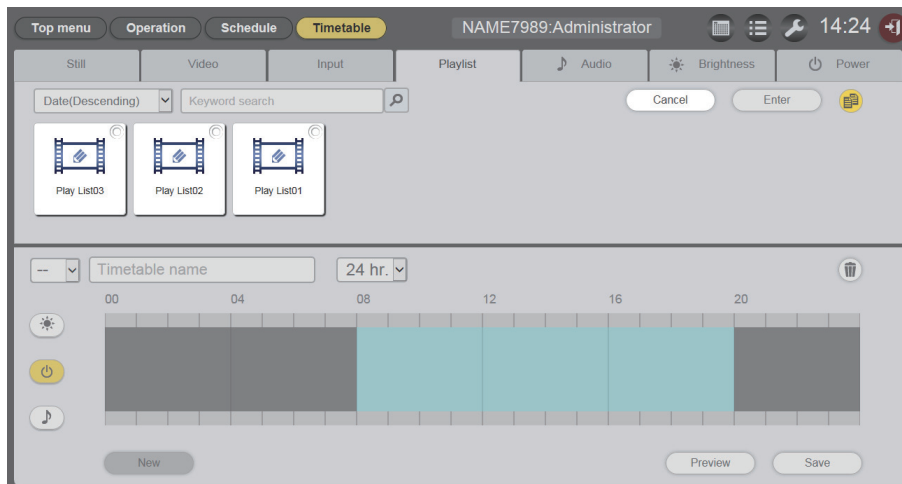 Top menu Operation Schedule Timetable NAME7989:Administrator 14:24
Still Video Input Playlist Audio Brightness Power
Date(Descending) Keyword search Cancel Enter
Play List03 Play List02 Play List01
-- Timetable name 24 hr.
00 04 08 12 16 20
New Preview Save